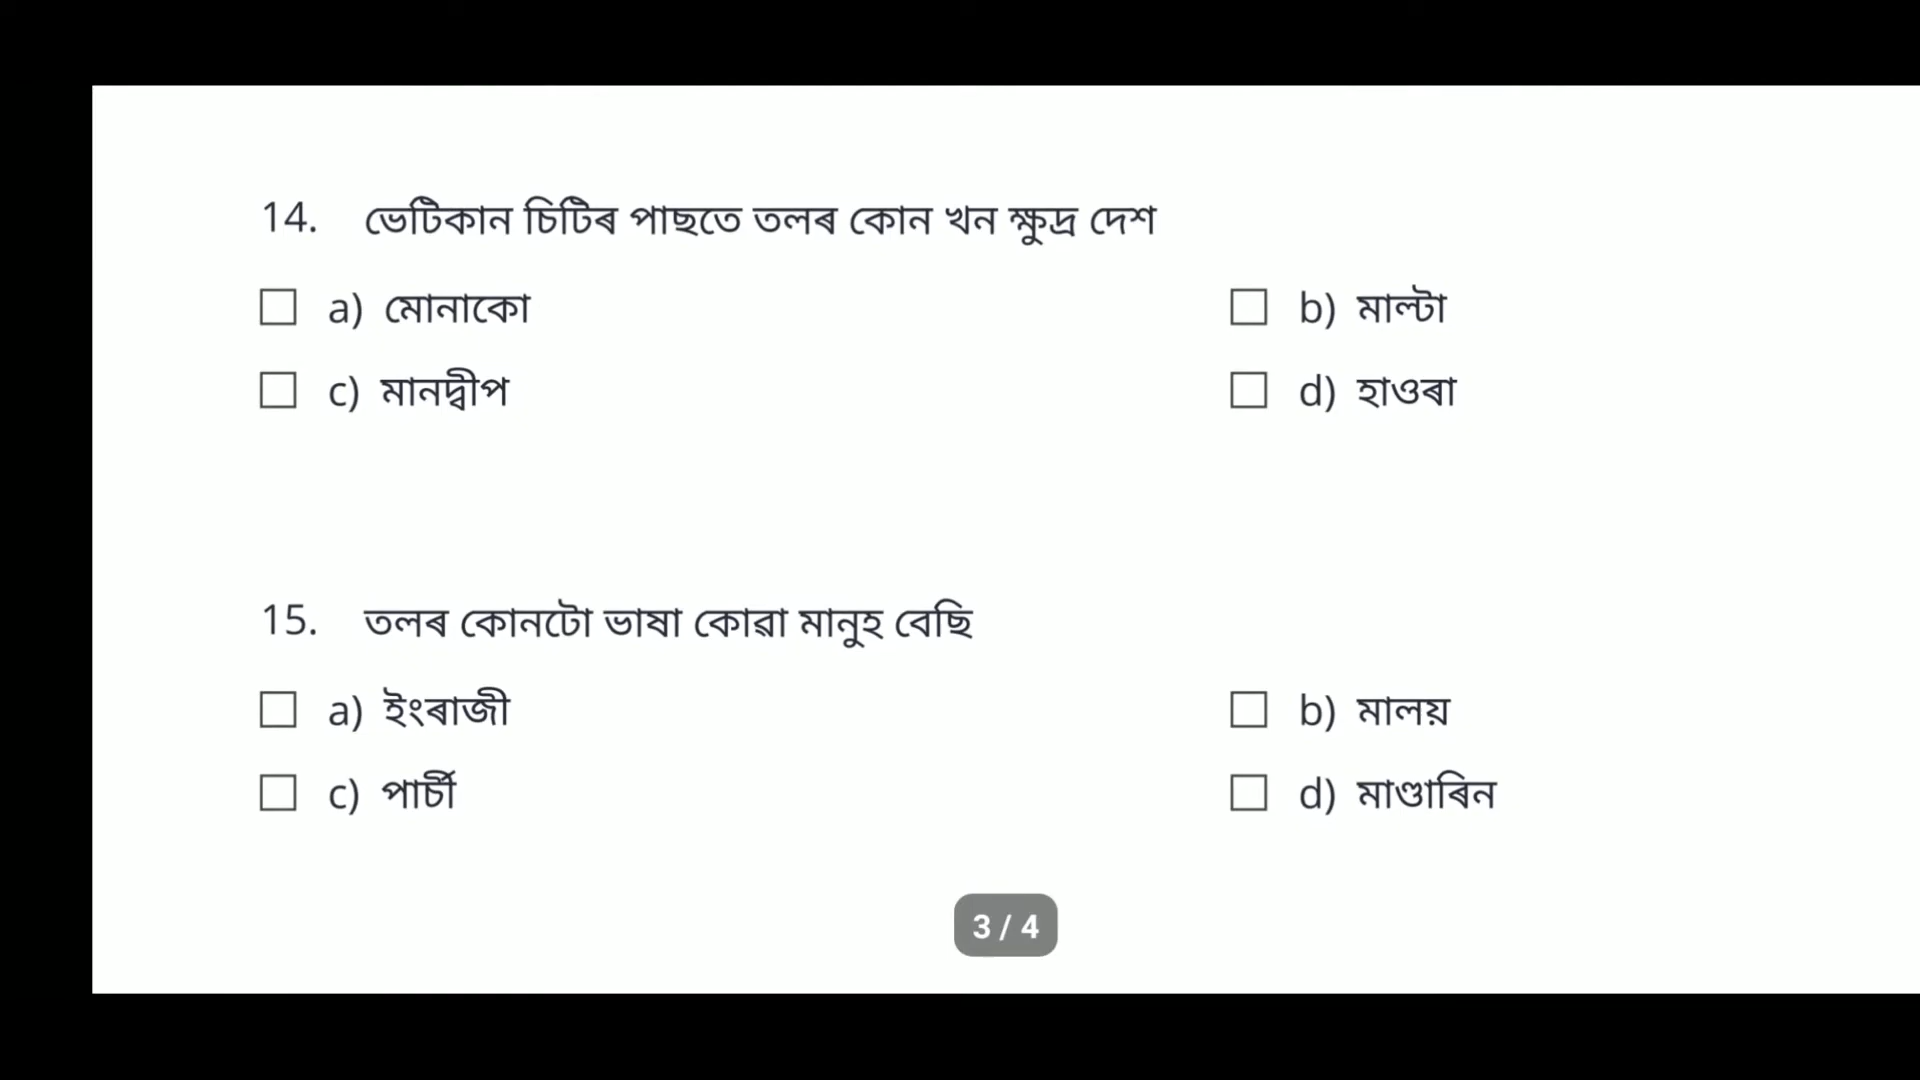 14. ভেটিকান চিটিৰ পাছতে তলৰ কোন খন ক্ষুদ্ৰ দেশ
a) মোনাকো
b) মাল্টা
c) মানদ্বীপ
d) হাওৰা
15. তলৰ কোনটো ভাষা কোৱা মানুহ বেছি
a) ইংৰাজী
b) মালয়
c) পাৰ্চী
d) মাণ্ডাৰিন
3 / 4